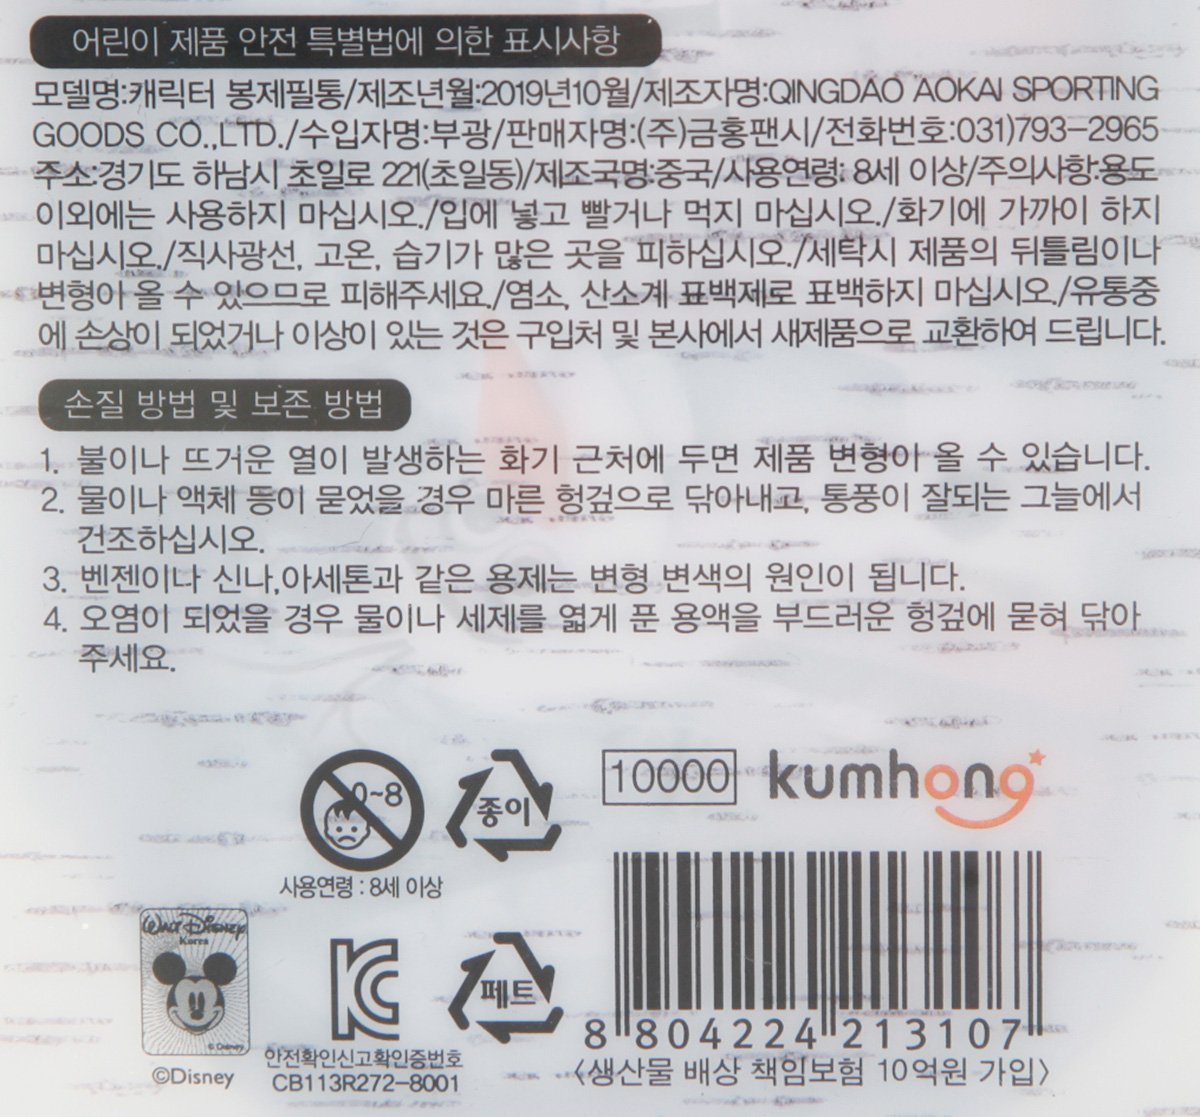 어린이 제품 안전 특별법에 의한 표시사항
모델명:캐릭터 봉제필통/제조년월:2019년10월/제조자명:QINGDAO AOKAI SPORTING
GOODS CO.,LTD./수입자명:부광/판매자명:(주)금홍팬시/전화번호:031)793-2965
주소:경기도 하남시 초일로 221(초일동)/제조국명:중국/사용연령: 8세 이상/주의사항:용도
이외에는 사용하지 마십시오./입에 넣고 빨거나 먹지 마십시오./화기에 가까이 하지
마십시오./직사광선, 고온, 습기가 많은 곳을 피하십시오./세탁시 제품의 뒤틀림이나
변형이 올 수 있으므로 피해주세요./염소, 산소계 표백제로 표백하지 마십시오./유통중
에 손상이 되었거나 이상이 있는 것은 구입처 및 본사에서 새제품으로 교환하여 드립니다.
손질 방법 및 보존 방법
1. 불이나 뜨거운 열이 발생하는 화기 근처에 두면 제품 변형이 올 수 있습니다.
2. 물이나 액체 등이 묻었을 경우 마른 헝겊으로 닦아내고, 통풍이 잘되는 그늘에서
건조하십시오.
3. 벤젠이나 신나,아세톤과 같은 용제는 변형 변색의 원인이 됩니다.
4. 오염이 되었을 경우 물이나 세제를 엷게 푼 용액을 부드러운 헝겊에 묻혀 닦아
주세요.
0~8
종이
10000
kumhong
사용연령 : 8세 이상
WALT DISNEY
Korea
© Disney
©Disney
페트
안전확인신고확인증번호
CB113R272-8001
8 804224 213107
<생산물 배상 책임보험 10억원 가입>